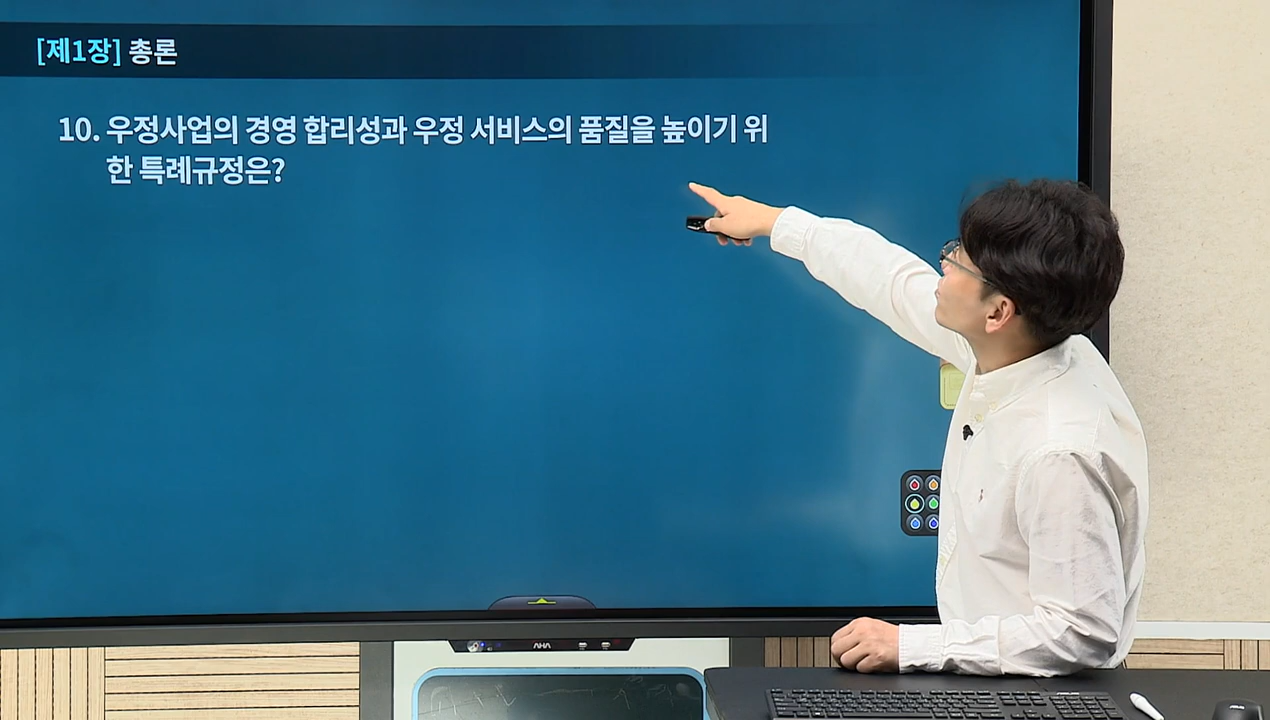 [제1장] 총론
10. 우정사업의 경영 합리성과 우정 서비스의 품질을 높이기 위
한 특례규정은?
AHA